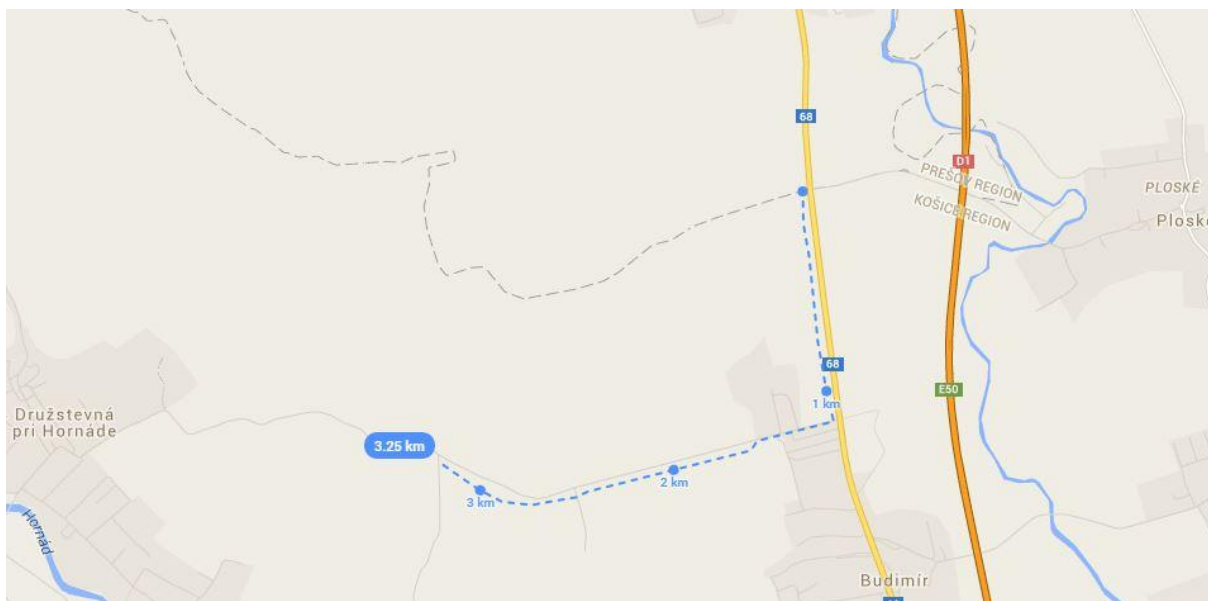 68
D1
PREŠOV REGION
KOŠICE REGION
PLOSKÉ
68
E50
1 km
Družstevná
pri Hornáde
3.25 km
2 km
3 km
Hornád
Budimír